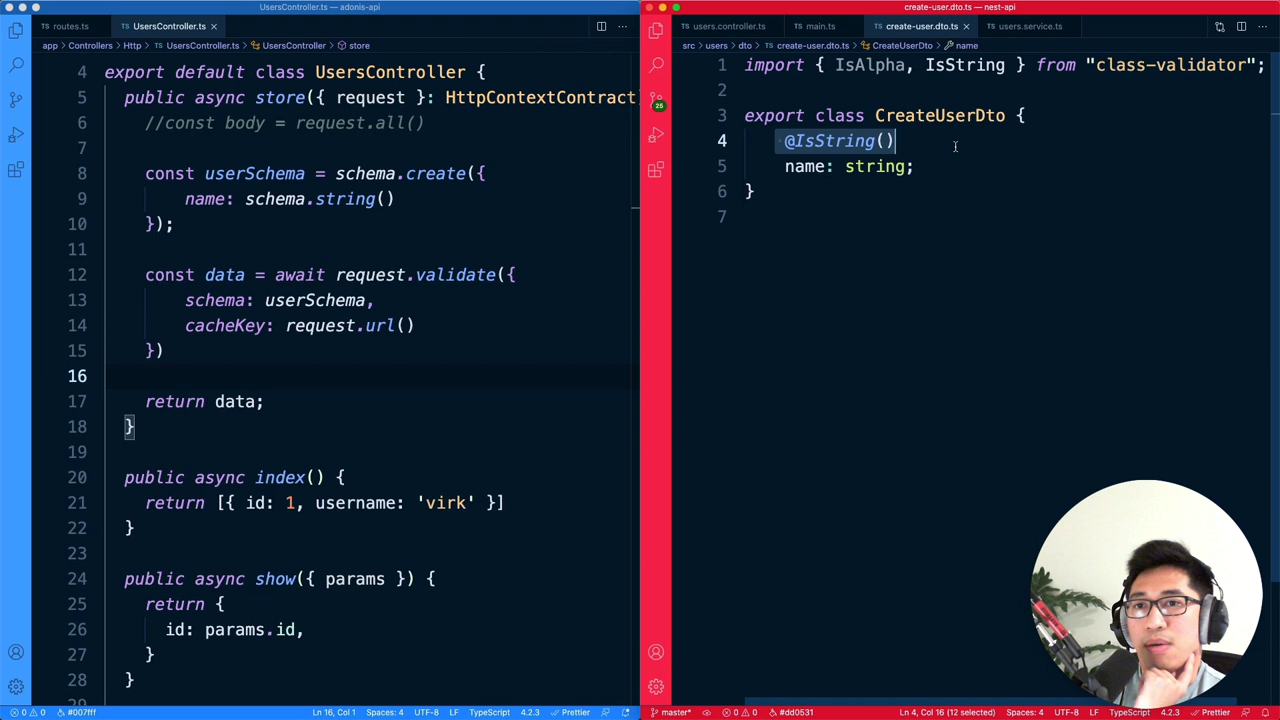 UsersController.ts — adonis-api
routes.ts
UsersController.ts
app > Controllers > Http > UsersController.ts > UsersController > store
4 export default class UsersController {
5 public async store({ request }: HttpContextContract
6 //const body = request.all()
7
8 const userSchema = schema.create({
9 name: schema.string()
10 });
11
12 const data = await request.validate({
13 schema: userSchema,
14 cacheKey: request.url()
15 })
16
17 return data;
18 }
19
20 public async index() {
21 return [{ id: 1, username: 'virk' }]
22 }
23
24 public async show({ params }) {
25 return {
26 id: params.id,
27 }
28 }
29
0 0 #007fff Ln 16, Col 1 Spaces: 4 UTF-8 LF TypeScript 4.2.3 Prettier
create-user.dto.ts — nest-api
users.controller.ts
main.ts
create-user.dto.ts
users.service.ts
src > users > dto > create-user.dto.ts > CreateUserDto > name
25
1 import { IsAlpha, IsString } from "class-validator";
2
3 export class CreateUserDto {
4 @IsString()
5 name: string;
6 }
7
master* 0 0 #dd0531 Ln 4, Col 16 (12 selected) Spaces: 4 UTF-8 LF TypeScript 4.2.3 Prettier